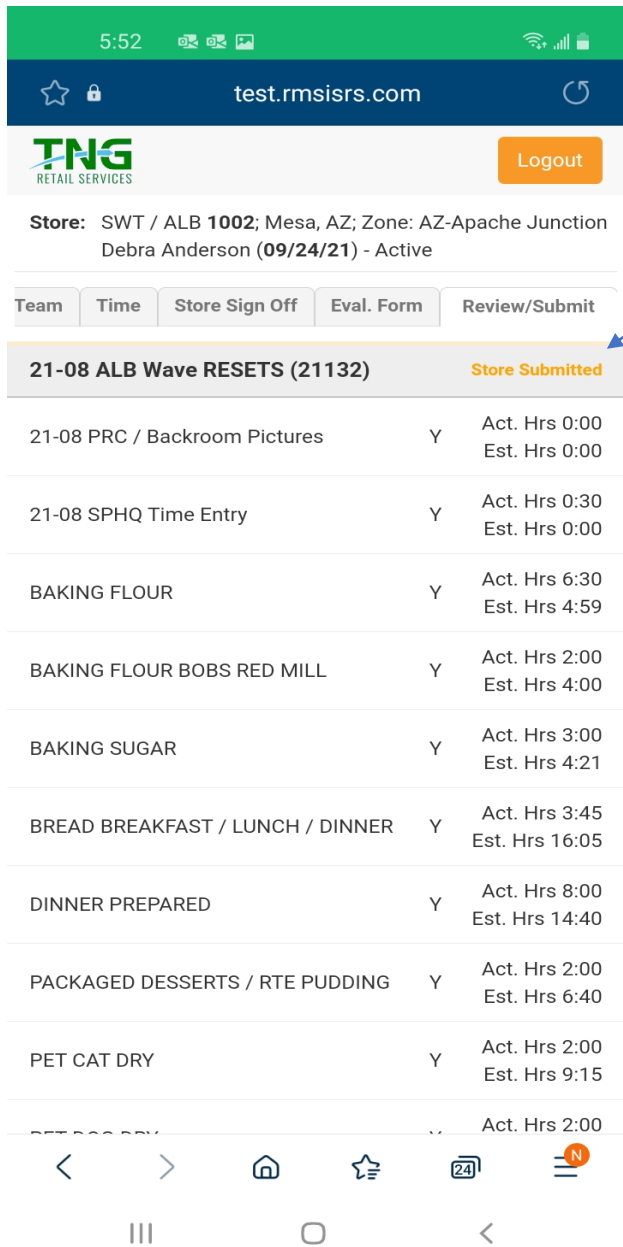 5:52
test.rmsisrs.com
TNG
RETAIL SERVICES
Logout
Store: SWT / ALB 1002; Mesa, AZ; Zone: AZ-Apache Junction
Debra Anderson (09/24/21) - Active
Team Time Store Sign Off Eval. Form Review/Submit
21-08 ALB Wave RESETS (21132) Store Submitted
21-08 PRC / Backroom Pictures Y Act. Hrs 0:00
Est. Hrs 0:00
21-08 SPHQ Time Entry Y Act. Hrs 0:30
Est. Hrs 0:00
BAKING FLOUR Y Act. Hrs 6:30
Est. Hrs 4:59
BAKING FLOUR BOBS RED MILL Y Act. Hrs 2:00
Est. Hrs 4:00
BAKING SUGAR Y Act. Hrs 3:00
Est. Hrs 4:21
BREAD BREAKFAST / LUNCH / DINNER Y Act. Hrs 3:45
Est. Hrs 16:05
DINNER PREPARED Y Act. Hrs 8:00
Est. Hrs 14:40
PACKAGED DESSERTS / RTE PUDDING Y Act. Hrs 2:00
Est. Hrs 6:40
PET CAT DRY Y Act. Hrs 2:00
Est. Hrs 9:15
PET DOG DRY Y Act. Hrs 2:00
24 N